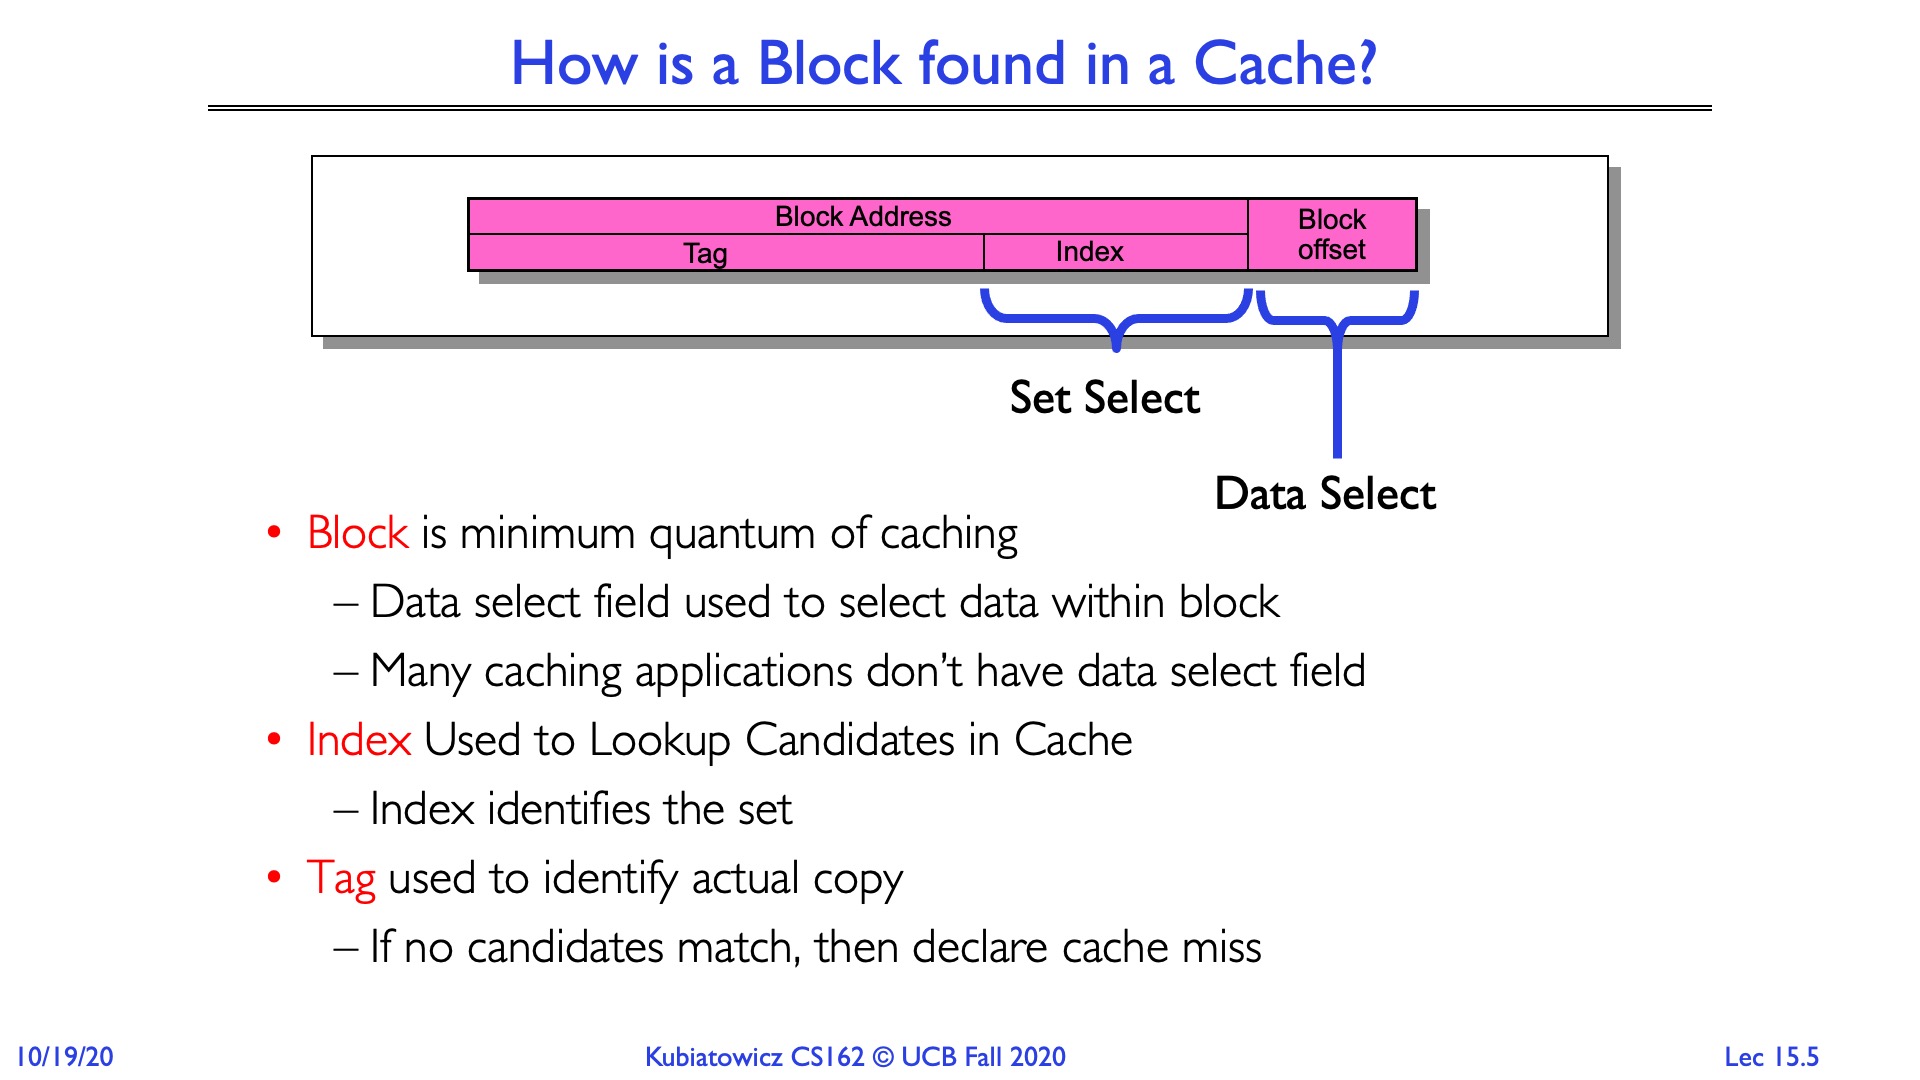 How is a Block found in a Cache?
Block Address
Tag
Index
Block
offset
Set Select
Data Select
• Block is minimum quantum of caching
– Data select field used to select data within block
– Many caching applications don’t have data select field
• Index Used to Lookup Candidates in Cache
– Index identifies the set
• Tag used to identify actual copy
– If no candidates match, then declare cache miss
10/19/20
Kubiatowicz CS162 © UCB Fall 2020
Lec 15.5